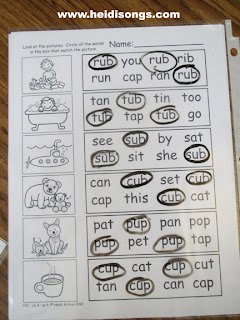 www.heidisongs.com
Look at the pictures. Circle all the words
in the box that match the picture.
Name:
rub you rub rib
run cap ran rub
tan tub tin too
tub tap tub go
see sub by sat
sub sit she sub
can cub set cub
cap this cub cat
pat pup pan pop
pup pet pup tap
cup cat cup cut
tan cup can cap